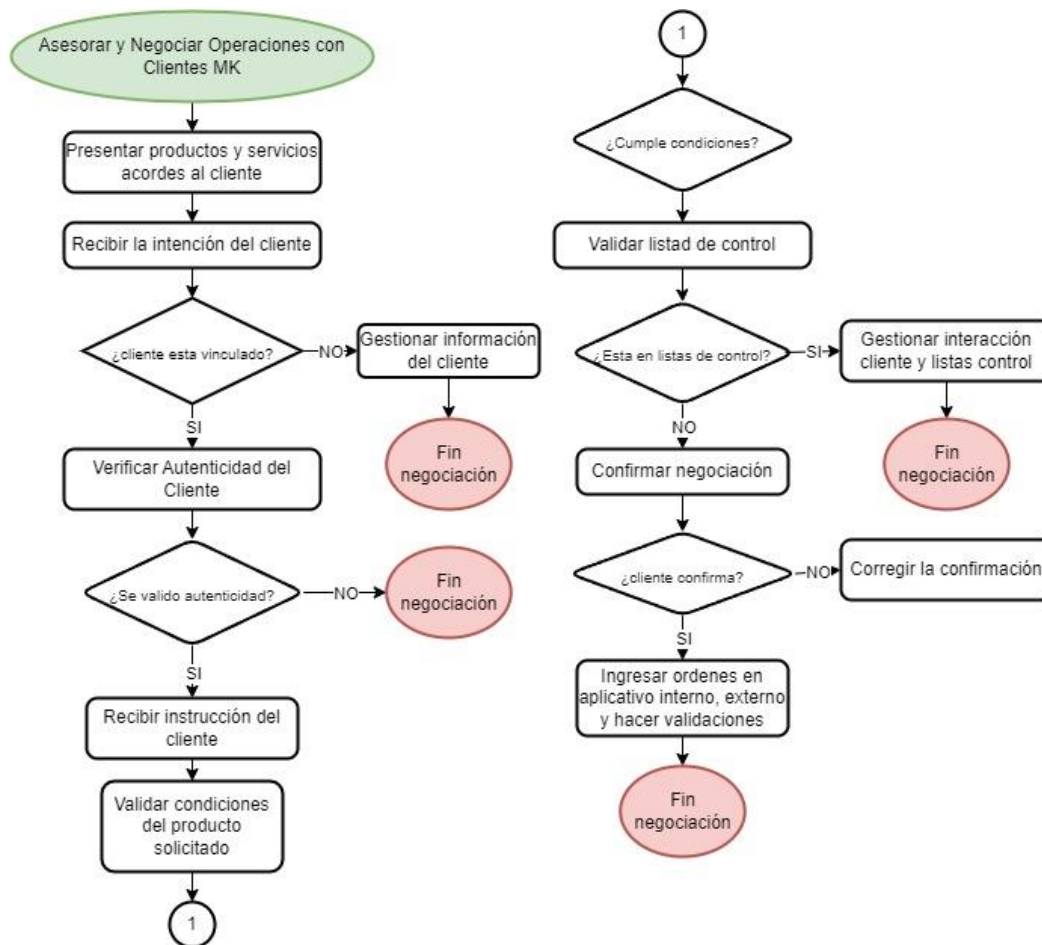 Asesorar y Negociar Operaciones con
Clientes MK
Presentar productos y servicios
acordes al cliente
Recibir la intención del cliente
¿cliente esta vinculado?
NO
Gestionar información
del cliente
Fin
negociación
SI
Verificar Autenticidad del
Cliente
¿Se valido autenticidad?
NO
Fin
negociación
SI
Recibir instrucción del
cliente
Validar condiciones
del producto
solicitado
1
1
¿Cumple condiciones?
Validar listad de control
¿Esta en listas de control?
SI
Gestionar interacción
cliente y listas control
Fin
negociación
NO
Confirmar negociación
¿cliente confirma?
NO
Corregir la confirmación
SI
Ingresar ordenes en
aplicativo interno, externo
y hacer validaciones
Fin
negociación